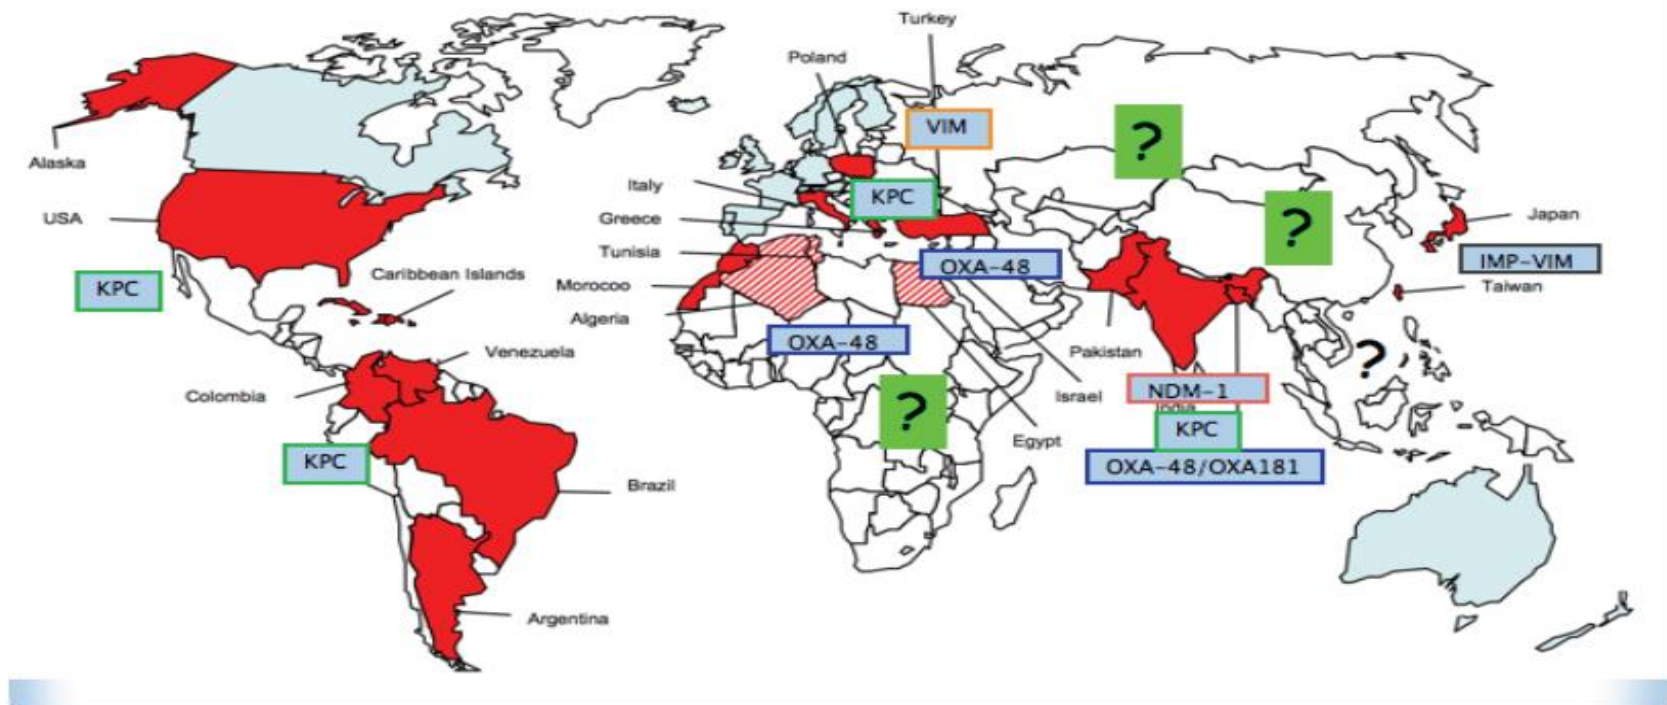 Turkey
Poland
VIM
?
Alaska
Italy
KPC
USA
Greece
?
Japan
Tunisia
OXA-48
IMP-VIM
Caribbean Islands
KPC
Morocoo
Taiwan
Algeria
OXA-48
Venezuela
Pakistan
?
Colombia
NDM-1
Israel
India
?
KPC
Egypt
KPC
OXA-48/OXA181
Brazil
Argentina